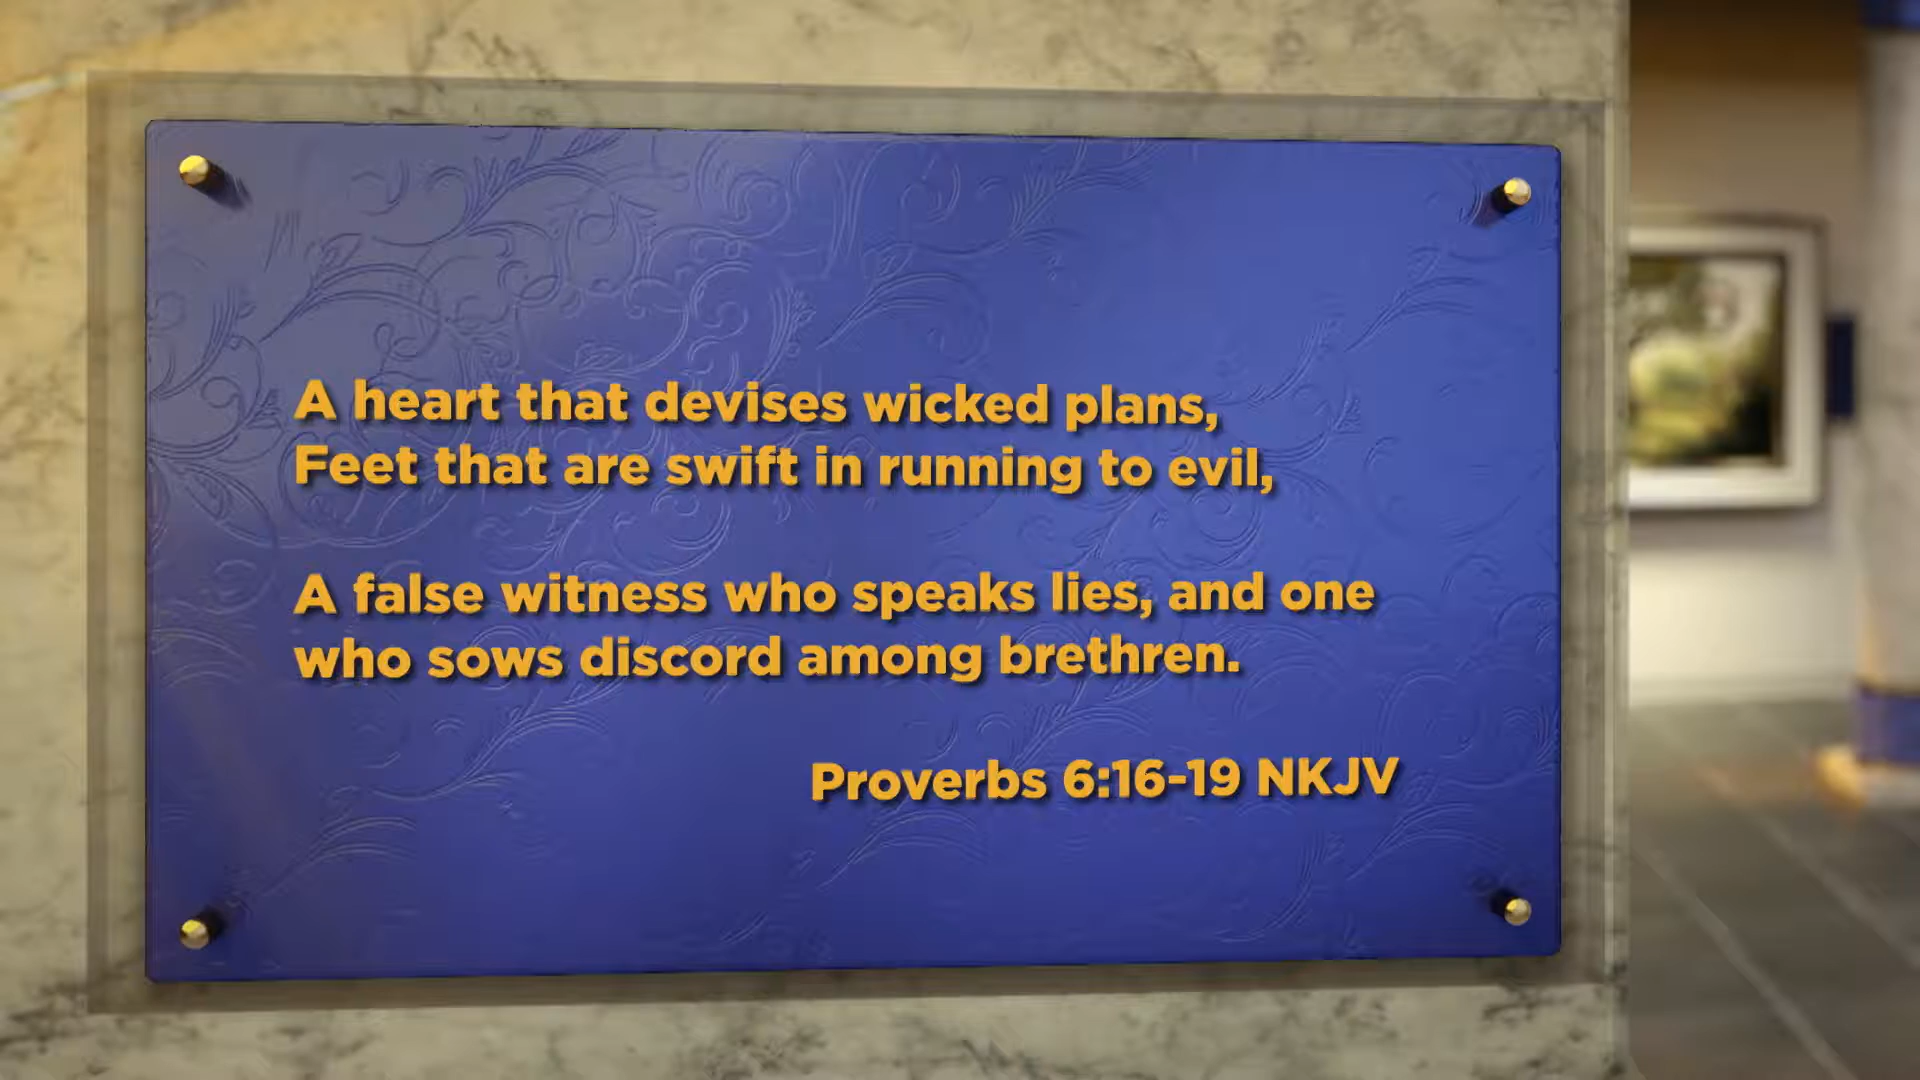 A heart that devises wicked plans,
Feet that are swift in running to evil,
A false witness who speaks lies, and one
who sows discord among brethren.
Proverbs 6:16-19 NKJV